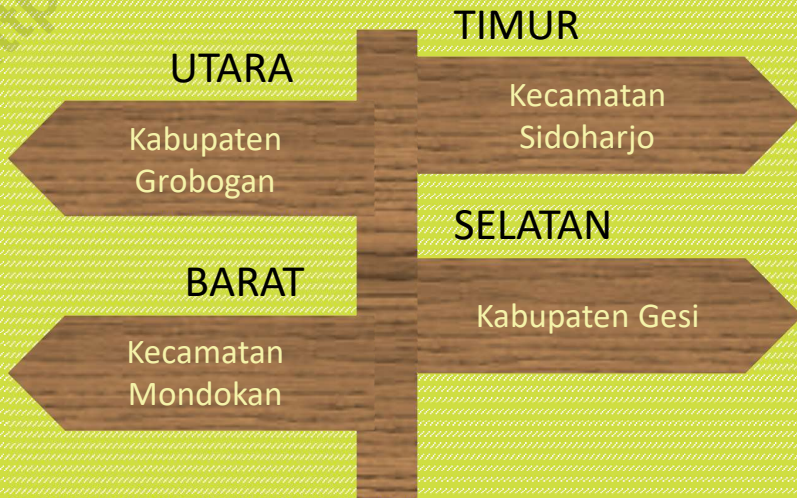 UTARA
Kabupaten
Grobogan
TIMUR
Kecamatan
Sidoharjo
BARAT
Kecamatan
Mondokan
SELATAN
Kabupaten Gesi